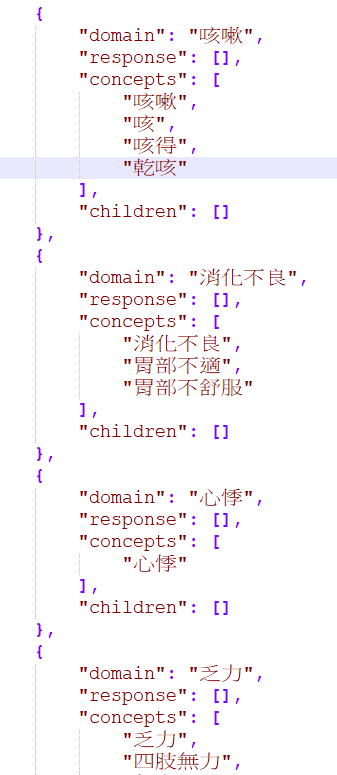 {
"domain": "咳嗽",
"response": [],
"concepts": [
"咳嗽",
"咳",
"咳得",
"乾咳"
],
"children": []
},
{
"domain": "消化不良",
"response": [],
"concepts": [
"消化不良",
"胃部不適",
"胃部不舒服"
],
"children": []
},
{
"domain": "心悸",
"response": [],
"concepts": [
"心悸"
],
"children": []
},
{
"domain": "乏力",
"response": [],
"concepts": [
"乏力",
"四肢無力",